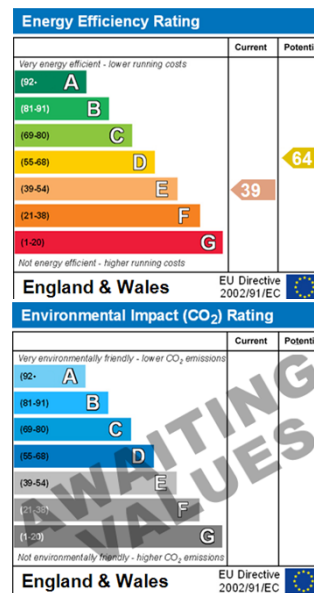 Energy Efficiency Rating
Current Potenti
Very energy efficient - lower running costs
(92- A
(81-91) B
(69-80) C
(55-68) D
64
(39-54) E
39
(21-38) F
(1-20) G
Not energy efficient - higher running costs
England & Wales
EU Directive
2002/91/EC
Environmental Impact (CO₂) Rating
Current Potenti
Very environmentally friendly - lower CO₂ emissions
(92- A
(81-91) B
(69-80) C
(55-68) D
(39-54) E
(21-38) F
(1-20) G
AWAITING
VALUES
Not environmentally friendly - higher CO₂ emissions
England & Wales
EU Directive
2002/91/EC